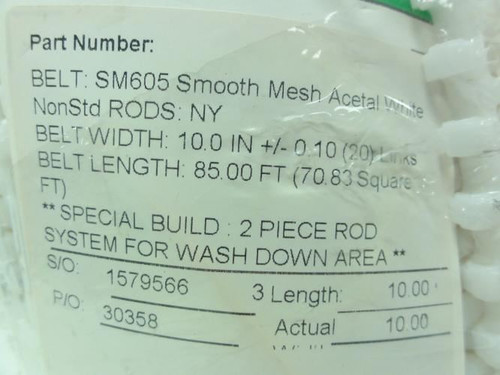 Part Number:
BELT: SM605 Smooth Mesh Acetal White
NonStd RODS: NY
BELT WIDTH: 10.0 IN +/- 0.10 (20) Links
BELT LENGTH: 85.00 FT (70.83 Square
FT)
** SPECIAL BUILD : 2 PIECE ROD
SYSTEM FOR WASH DOWN AREA **
S/O: 1579566 3 Length: 10.00'
P/O: 30358 Actual 10.00